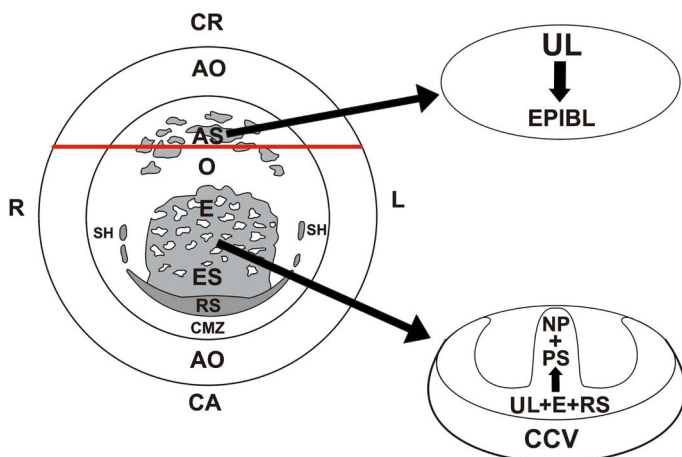 CR
AO
AS
O
E
R
L
SH
SH
ES
RS
CMZ
AO
CA
UL
EPIBL
NP
+
PS
UL+E+RS
CCV